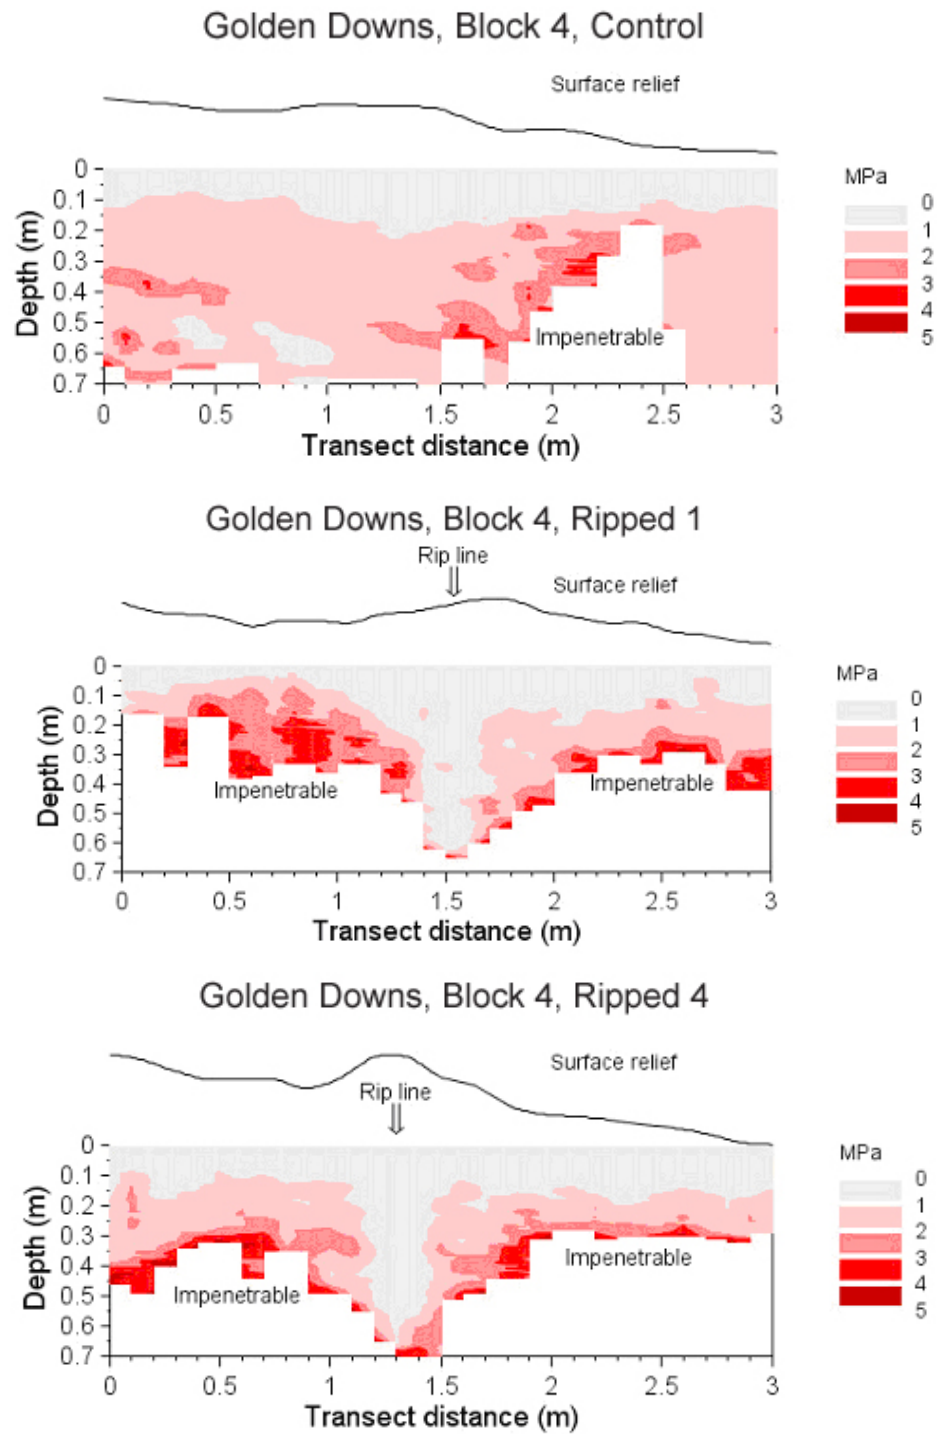 Golden Downs, Block 4, Control
Surface relief
MPa
0
1
2
3
4
5
Depth (m)
0
0.1
0.2
0.3
0.4
0.5
0.6
0.7
Impenetrable
0 0.5 1 1.5 2 2.5 3
Transect distance (m)
Golden Downs, Block 4, Ripped 1
Rip line
Surface relief
MPa
0
1
2
3
4
5
Depth (m)
0
0.1
0.2
0.3
0.4
0.5
0.6
0.7
Impenetrable
Impenetrable
0 0.5 1 1.5 2 2.5 3
Transect distance (m)
Golden Downs, Block 4, Ripped 4
Surface relief
Rip line
MPa
0
1
2
3
4
5
Depth (m)
0
0.1
0.2
0.3
0.4
0.5
0.6
0.7
Impenetrable
Impenetrable
0 0.5 1 1.5 2 2.5 3
Transect distance (m)